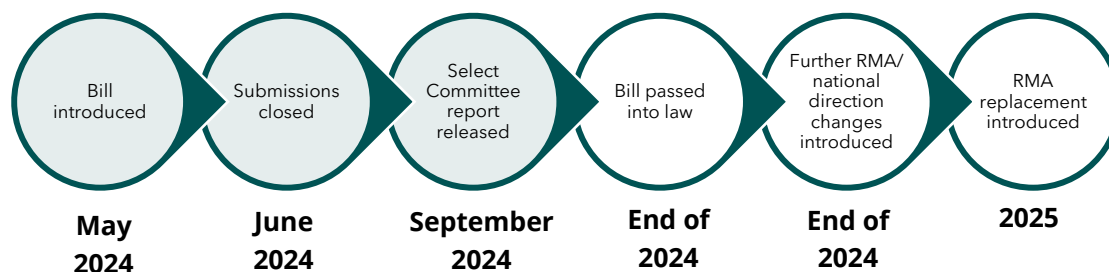 Bill
introduced
Submissions
closed
Select
Committee
report
released
Bill passed
into law
Further RMA/
national
direction
changes
introduced
RMA
replacement
introduced
May
2024
June
2024
September
2024
End of
2024
End of
2024
2025